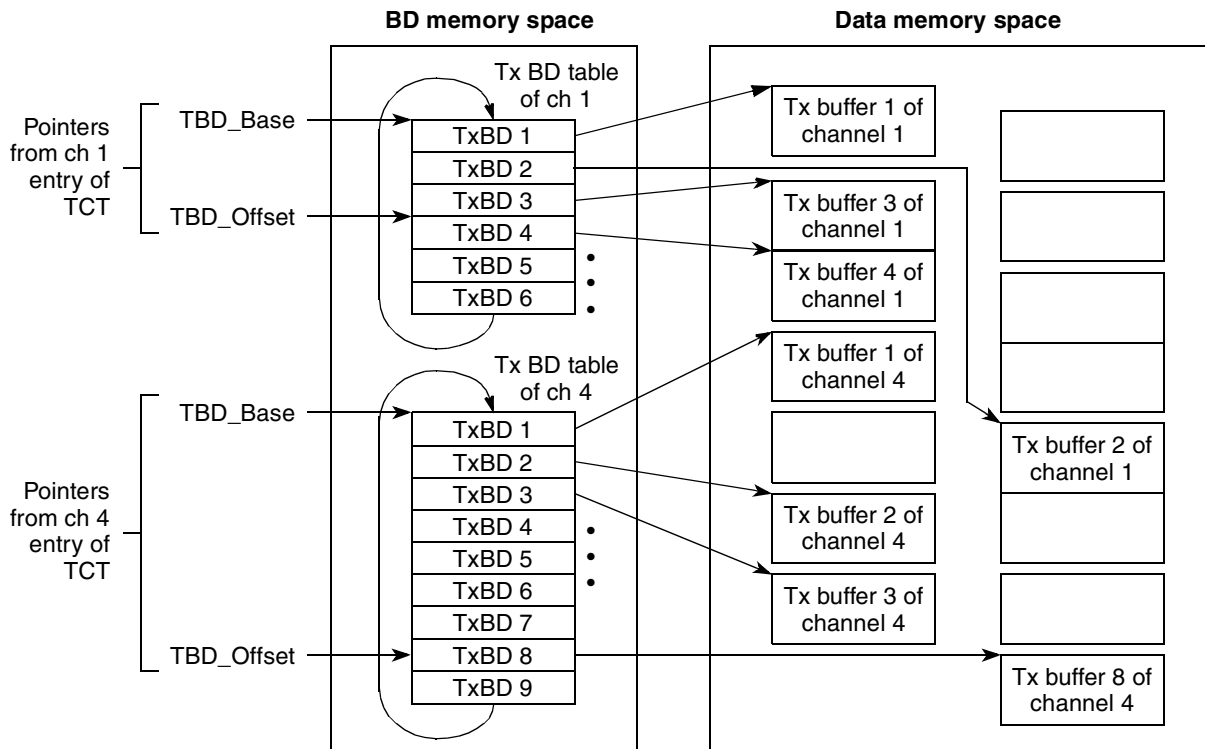 BD memory space
Data memory space
Pointers
from ch 1
entry of
TCT
TBD_Base
TBD_Offset
Tx BD table
of ch 1
TxBD 1
TxBD 2
TxBD 3
TxBD 4
TxBD 5
TxBD 6
Tx buffer 1 of
channel 1
Tx buffer 3 of
channel 1
Tx buffer 4 of
channel 1
Pointers
from ch 4
entry of
TCT
TBD_Base
TBD_Offset
Tx BD table
of ch 4
TxBD 1
TxBD 2
TxBD 3
TxBD 4
TxBD 5
TxBD 6
TxBD 7
TxBD 8
TxBD 9
Tx buffer 1 of
channel 4
Tx buffer 2 of
channel 4
Tx buffer 3 of
channel 4
Tx buffer 2 of
channel 1
Tx buffer 8 of
channel 4